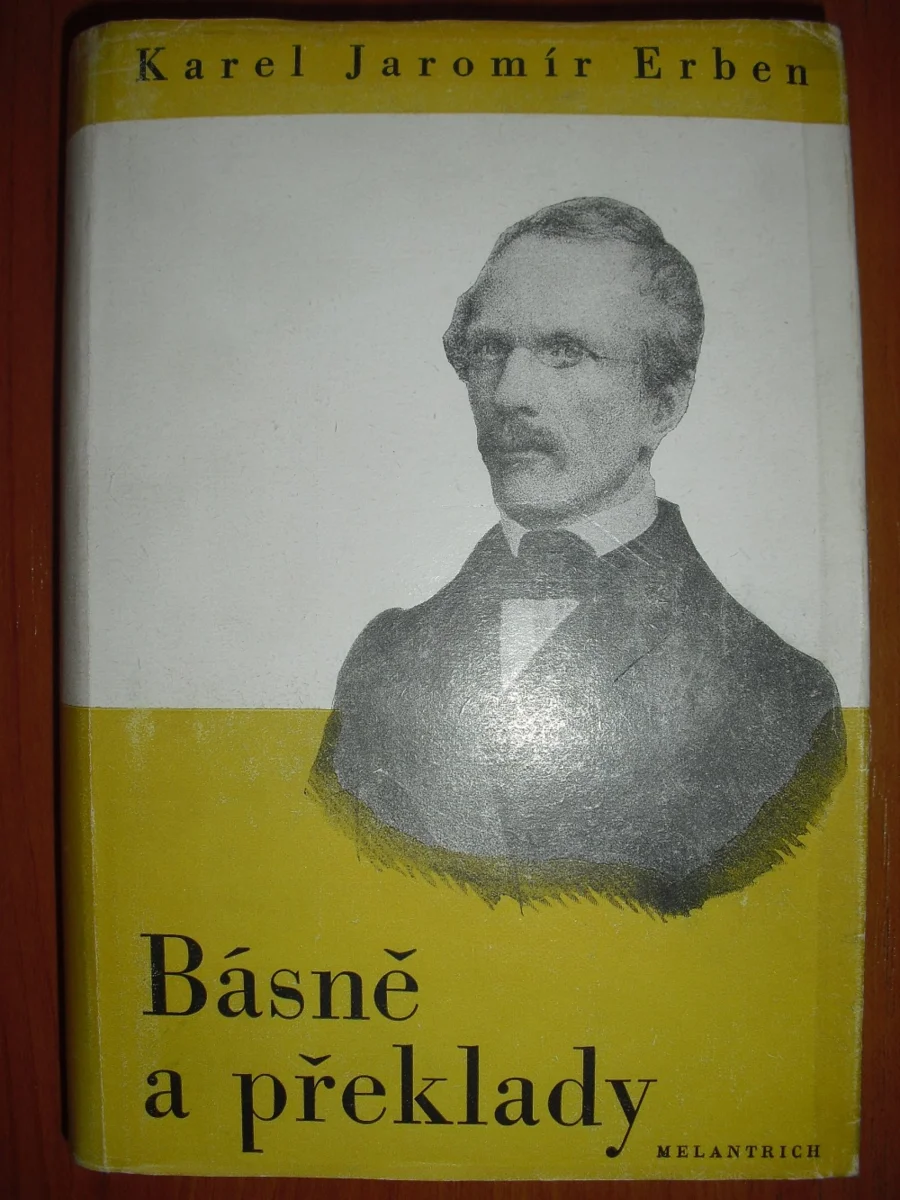 Karel Jaromír Erben
Básně
a překlady
MELANTRICH